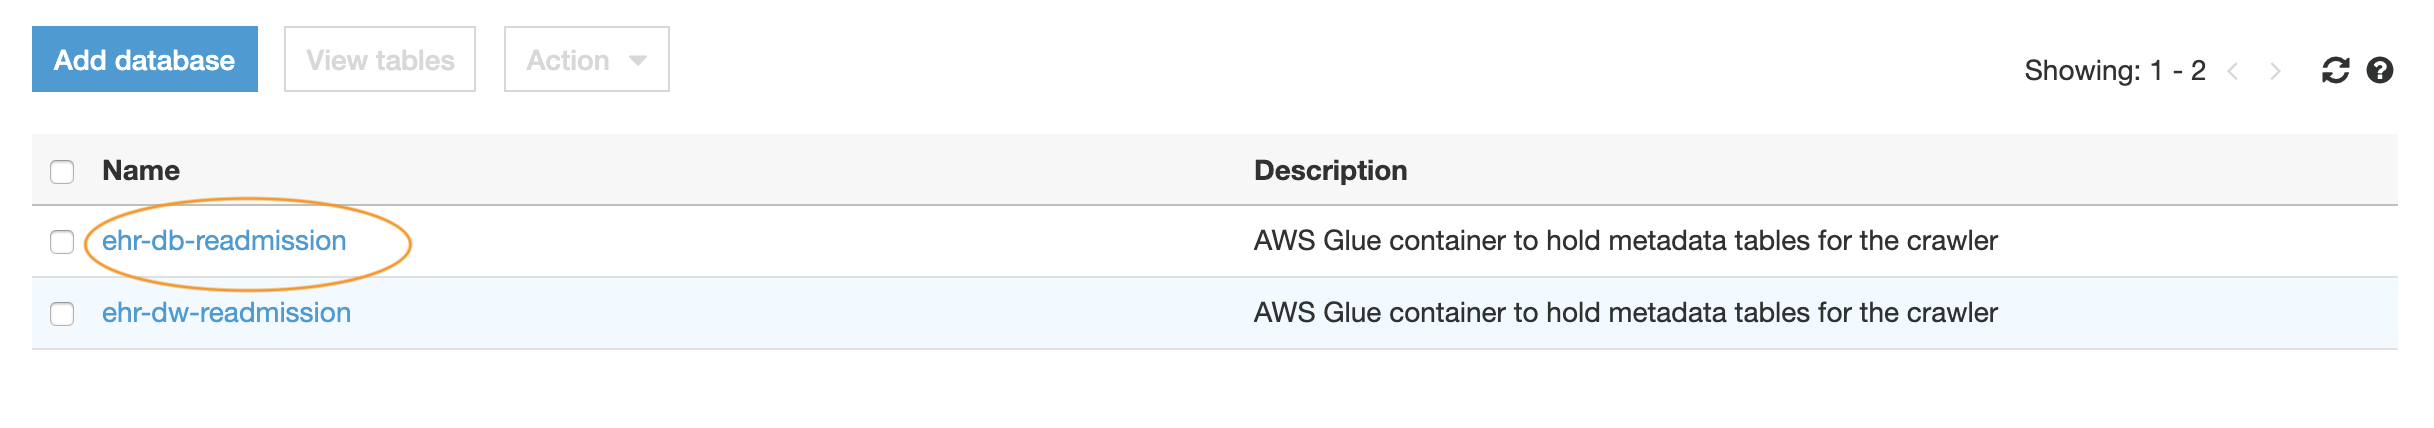 Add database View tables Action
Showing: 1 - 2
Name Description
ehr-db-readmission AWS Glue container to hold metadata tables for the crawler
ehr-dw-readmission AWS Glue container to hold metadata tables for the crawler